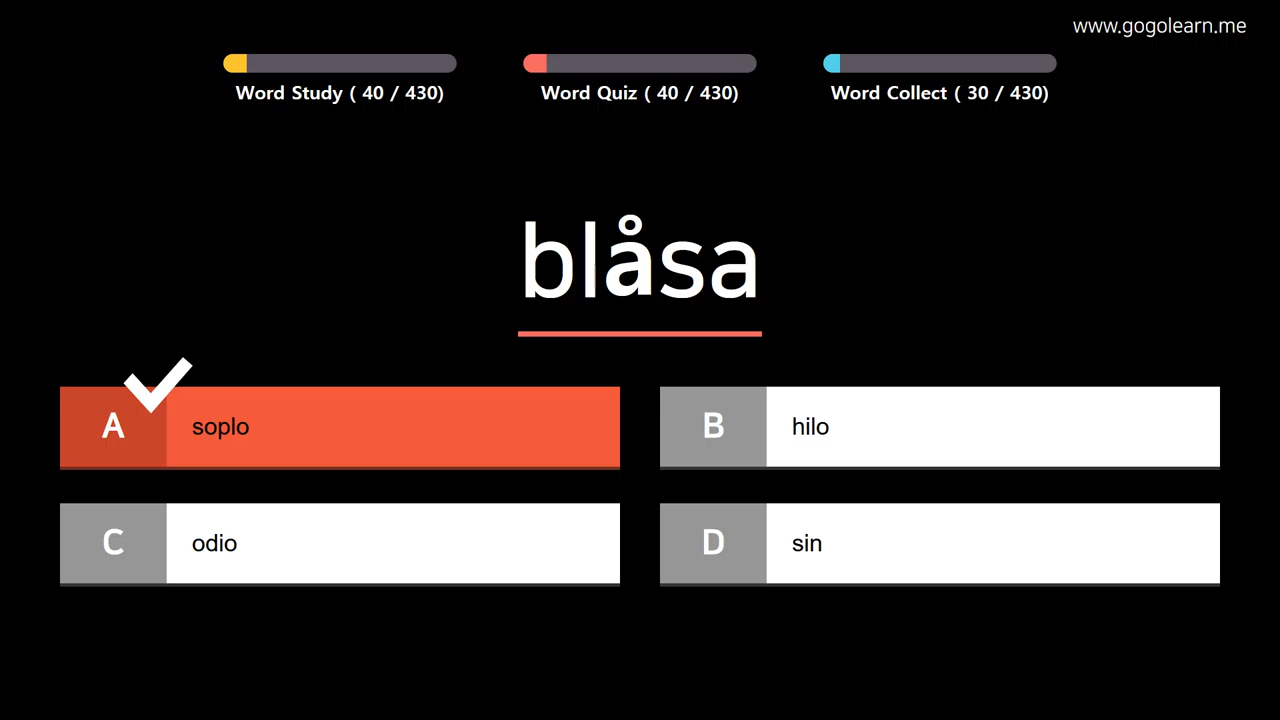 www.gogolearn.me
Word Study ( 40 / 430)
Word Quiz ( 40 / 430)
Word Collect ( 30 / 430)
blåsa
A soplo
B hilo
C odio
D sin